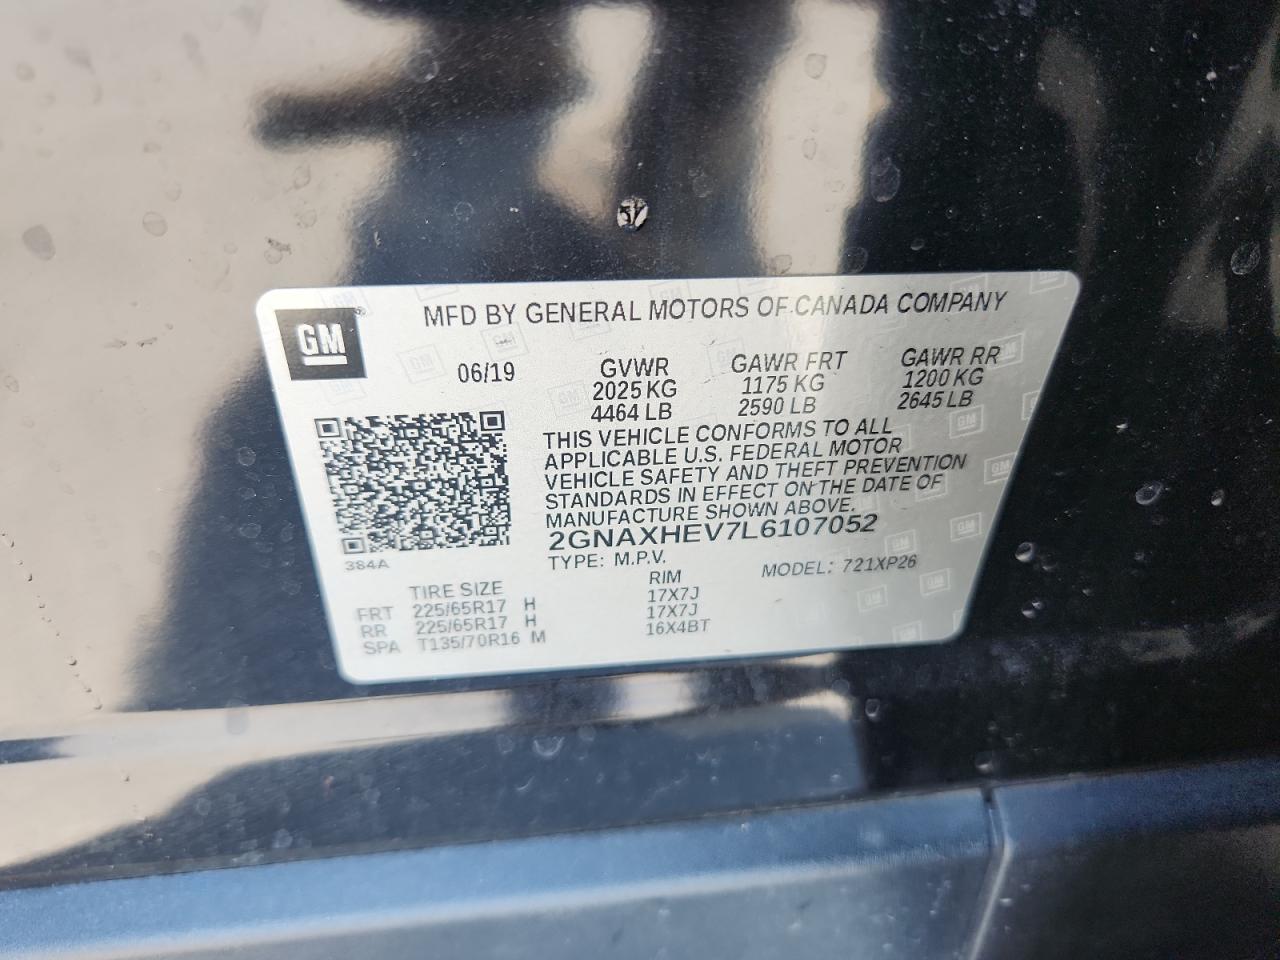 MFD BY GENERAL MOTORS OF CANADA COMPANY
GM
06/19 GVWR GAWR FRT GAWR RR
2025 KG 1175 KG 1200 KG
4464 LB 2590 LB 2645 LB
THIS VEHICLE CONFORMS TO ALL
APPLICABLE U.S. FEDERAL MOTOR
VEHICLE SAFETY AND THEFT PREVENTION
STANDARDS IN EFFECT ON THE DATE OF
MANUFACTURE SHOWN ABOVE.
2GNAXHEV7L6107052
TYPE: M.P.V. MODEL: 721XP26
384A
TIRE SIZE RIM
FRT 225/65R17 H 17X7J
RR 225/65R17 H 17X7J
SPA T135/70R16 M 16X4BT